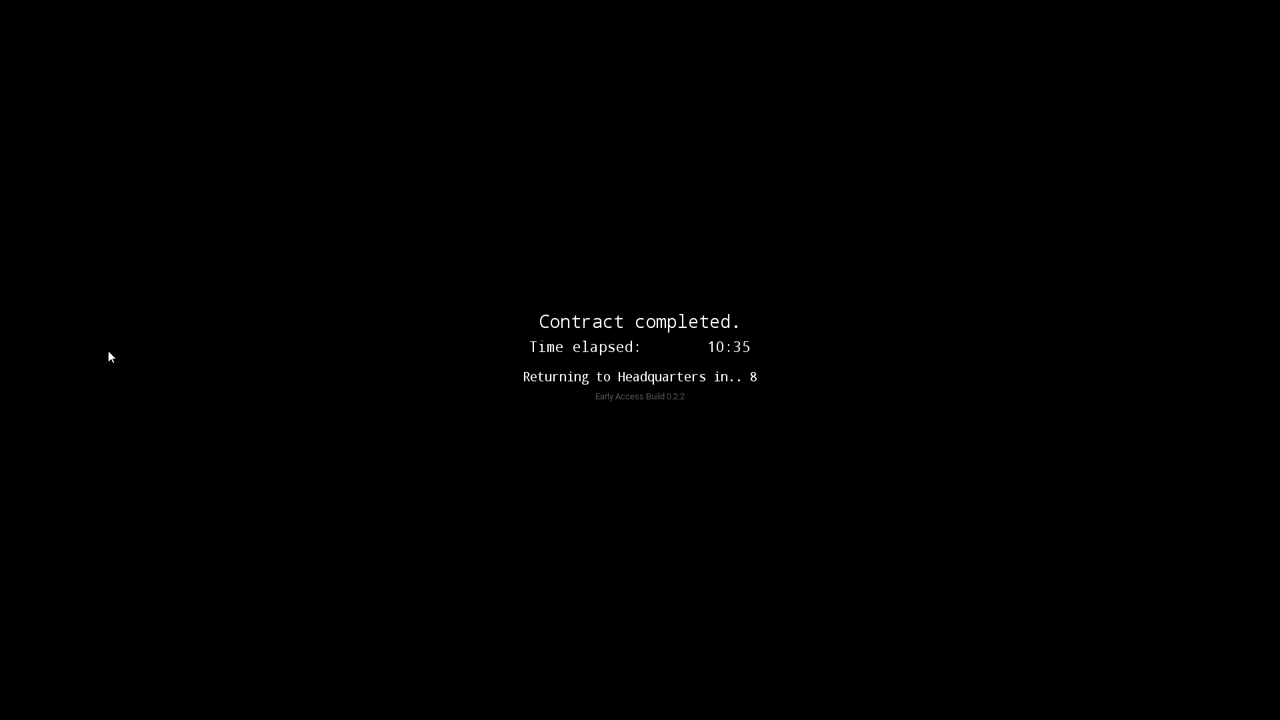 Contract completed.
Time elapsed: 10:35
Returning to Headquarters in.. 8
Early Access Build 0.2.2